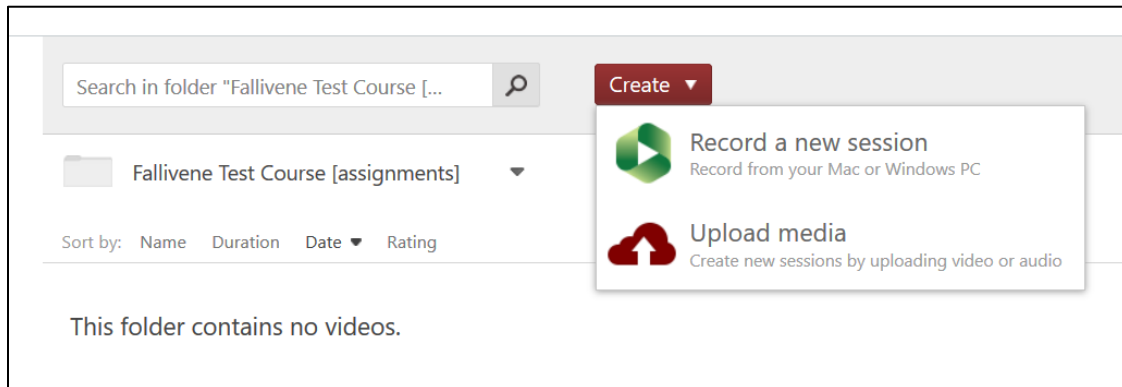 Search in folder "Fallivene Test Course [...
Create
Record a new session
Record from your Mac or Windows PC
Fallivene Test Course [assignments]
Upload media
Create new sessions by uploading video or audio
Sort by: Name Duration Date Rating
This folder contains no videos.